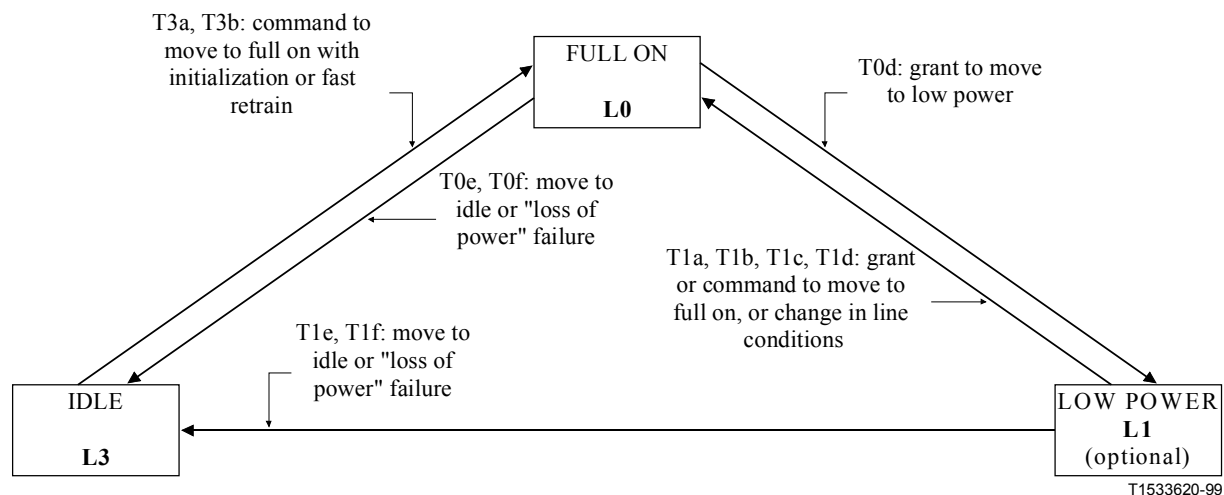 T3a, T3b: command to
move to full on with
initialization or fast
retrain
FULL ON
L0
T0d: grant to move
to low power
T0e, T0f: move to
idle or "loss of
power" failure
T1a, T1b, T1c, T1d: grant
or command to move to
full on, or change in line
conditions
T1e, T1f: move to
idle or "loss of
power" failure
IDLE
L3
LOW POWER
L1
(optional)
T1533620-99